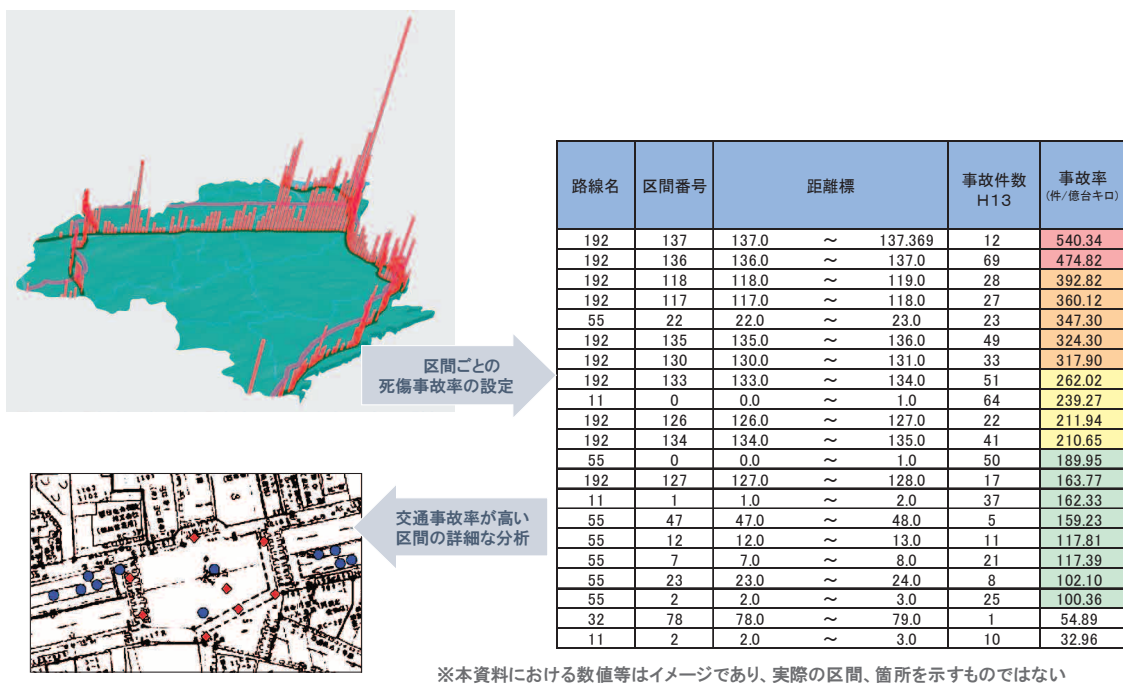 路線名 区間番号 距離標 事故件数 H13 事故率 (件/億台キロ)
192 137 137.0 ～ 137.369 12 540.34
192 136 136.0 ～ 137.0 69 474.82
192 118 118.0 ～ 119.0 28 392.82
192 117 117.0 ～ 118.0 27 360.12
55 22 22.0 ～ 23.0 23 347.30
192 135 135.0 ～ 136.0 49 324.30
192 130 130.0 ～ 131.0 33 317.90
192 133 133.0 ～ 134.0 51 262.02
11 0 0.0 ～ 1.0 64 239.27
192 126 126.0 ～ 127.0 22 211.94
192 134 134.0 ～ 135.0 41 210.65
55 0 0.0 ～ 1.0 50 189.95
192 127 127.0 ～ 128.0 17 163.77
11 1 1.0 ～ 2.0 37 162.33
55 47 47.0 ～ 48.0 5 159.23
55 12 12.0 ～ 13.0 11 117.81
55 7 7.0 ～ 8.0 21 117.39
55 23 23.0 ～ 24.0 8 102.10
55 2 2.0 ～ 3.0 25 100.36
32 78 78.0 ～ 79.0 1 54.89
11 2 2.0 ～ 3.0 10 32.96
区間ごとの
死傷事故率の設定
交通事故率が高い
区間の詳細な分析
※本資料における数値等はイメージであり、実際の区間、箇所を示すものではない